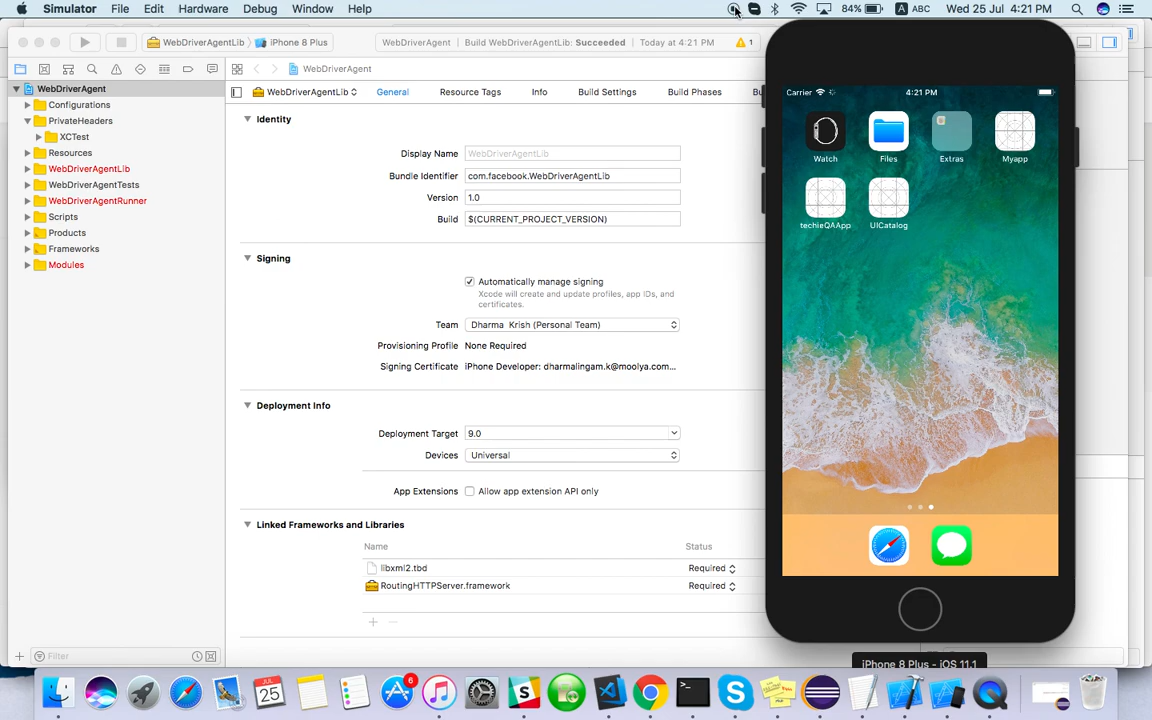 Simulator File Edit Hardware Debug Window Help 84% A ABC Wed 25 Jul 4:21 PM
WebDriverAgentLib iPhone 8 Plus WebDriverAgent | Build WebDriverAgentLib: Succeeded | Today at 4:21 PM 1
WebDriverAgent
WebDriverAgent
Configurations
PrivateHeaders
XCTest
Resources
WebDriverAgentLib
WebDriverAgentTests
WebDriverAgentRunner
Scripts
Products
Frameworks
Modules
Filter
WebDriverAgentLib General Resource Tags Info Build Settings Build Phases Bu
Identity
Display Name WebDriverAgentLib
Bundle Identifier com.facebook.WebDriverAgentLib
Version 1.0
Build $(CURRENT_PROJECT_VERSION)
Signing
Automatically manage signing
Xcode will create and update profiles, app IDs, and
certificates.
Team Dharma Krish (Personal Team)
Provisioning Profile None Required
Signing Certificate iPhone Developer: dharmalingam.k@moolya.com...
Deployment Info
Deployment Target 9.0
Devices Universal
App Extensions Allow app extension API only
Linked Frameworks and Libraries
Name Status
libxml2.tbd Required
RoutingHTTPServer.framework Required
Carrier 4:21 PM
Watch Files Extras Myapp
techieQAApp UICatalog
iPhone 8 Plus - iOS 11.1
JUL
25
6